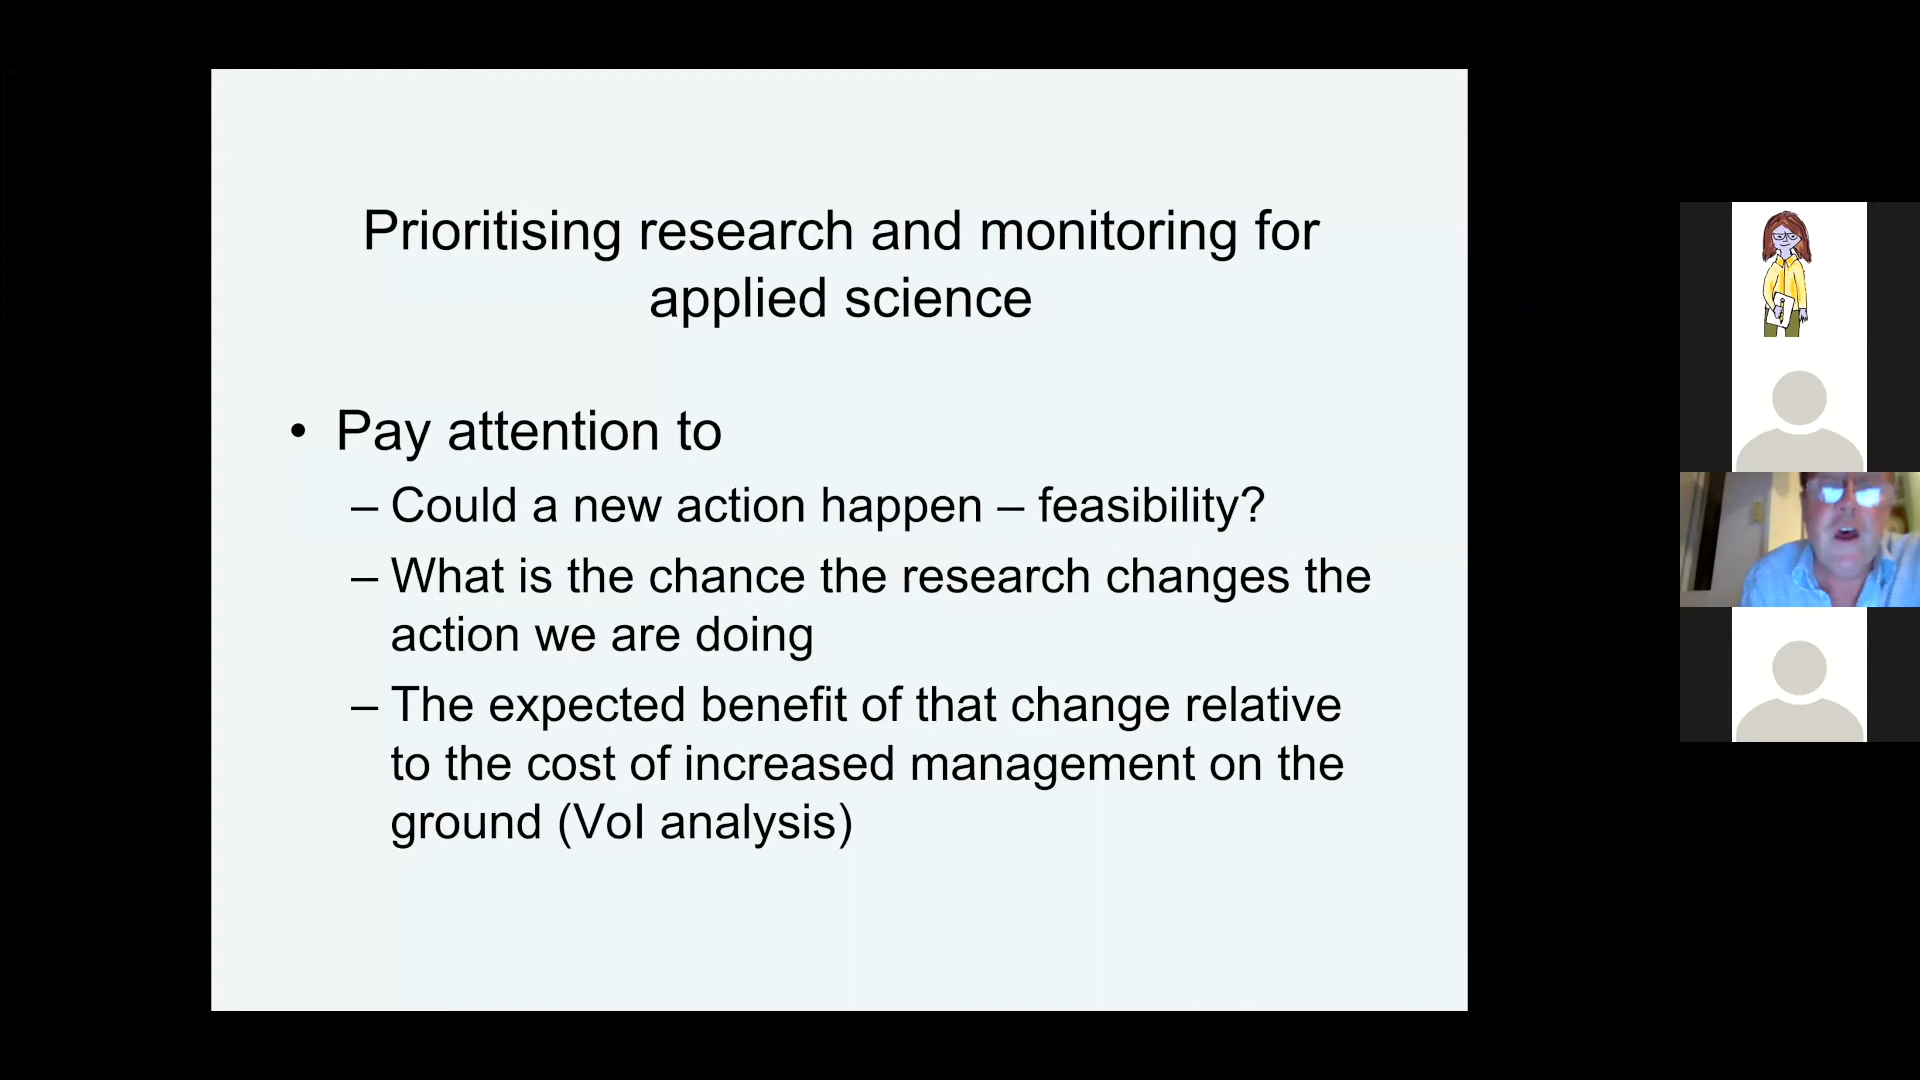 Prioritising research and monitoring for
applied science
• Pay attention to
– Could a new action happen – feasibility?
– What is the chance the research changes the
action we are doing
– The expected benefit of that change relative
to the cost of increased management on the
ground (VoI analysis)